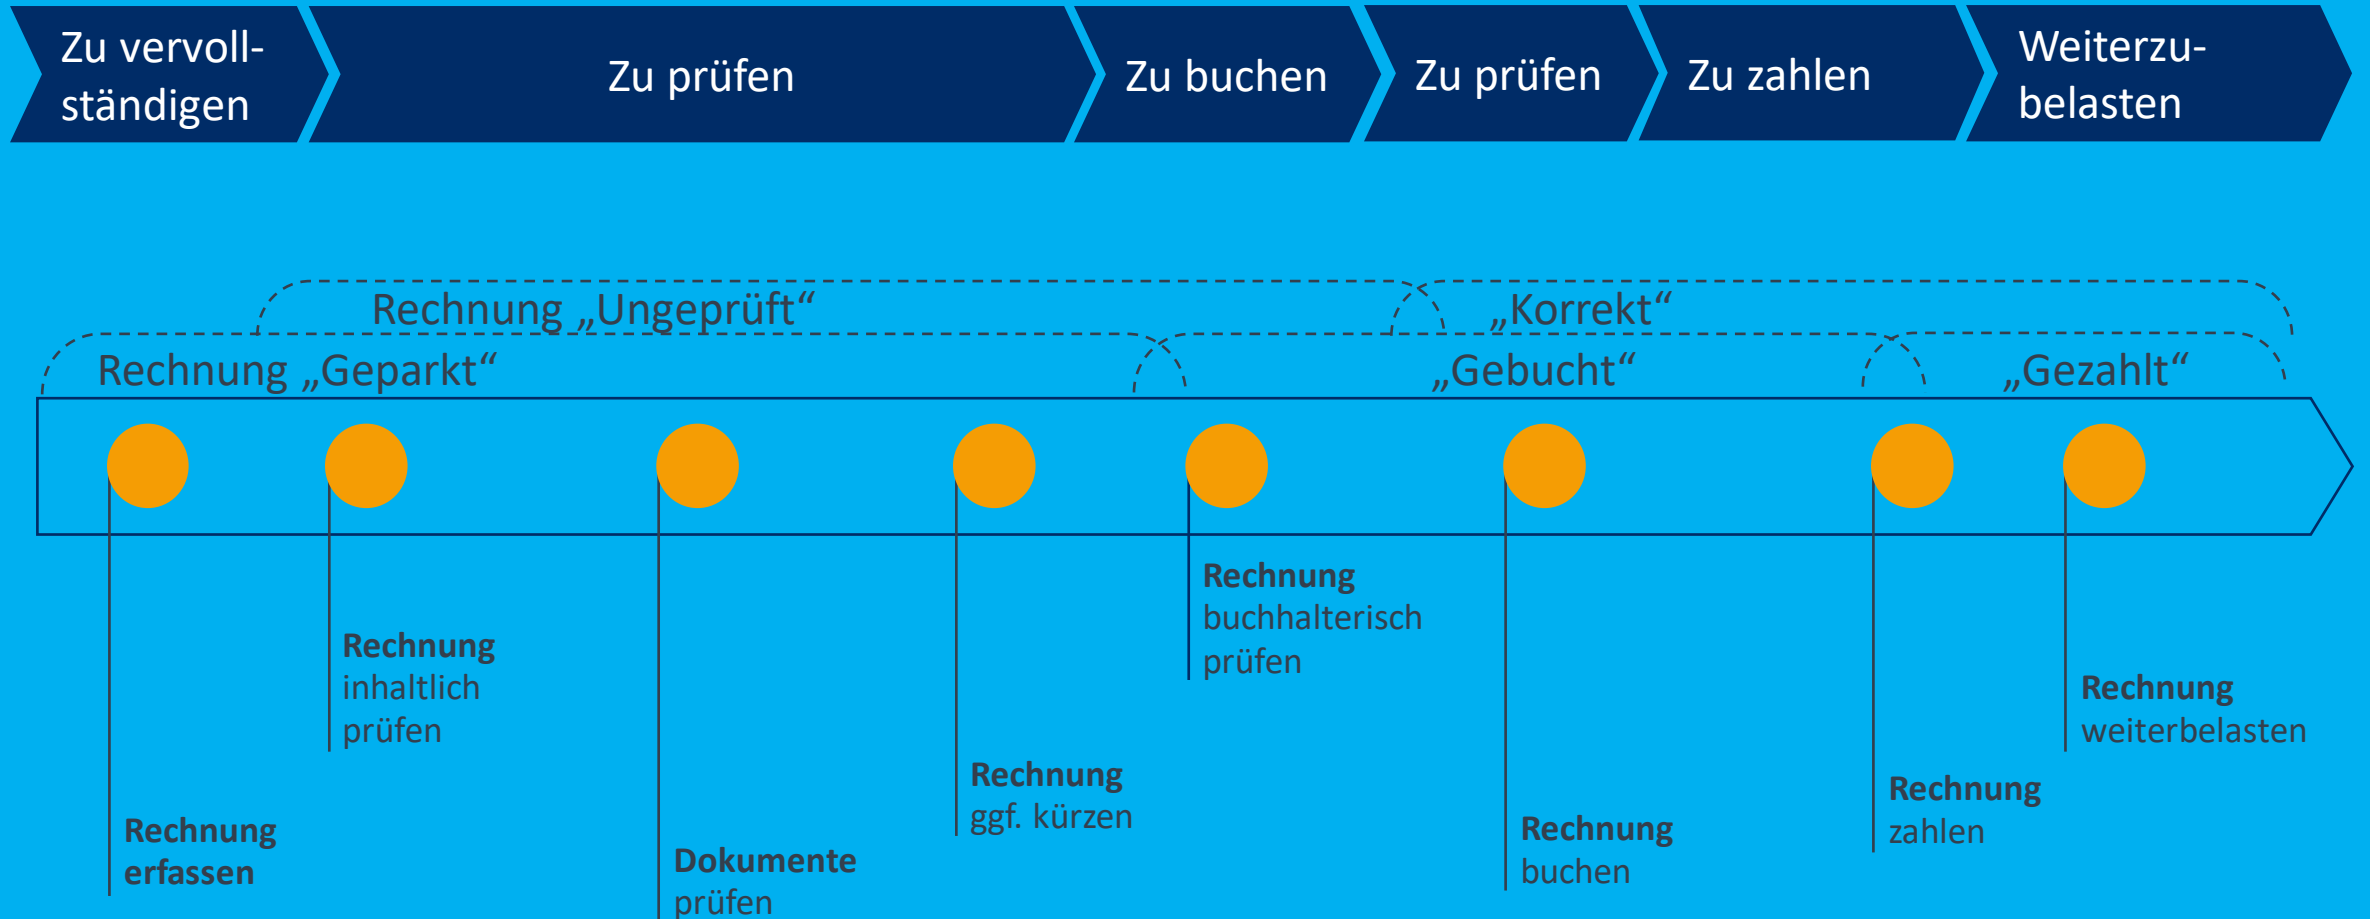 Zu vervoll-
ständigen
Zu prüfen
Zu buchen
Zu prüfen
Zu zahlen
Weiterzu-
belasten
Rechnung „Ungeprüft“
„Korrekt“
Rechnung „Geparkt“
„Gebucht“
„Gezahlt“
Rechnung
erfassen
Rechnung
inhaltlich
prüfen
Dokumente
prüfen
Rechnung
ggf. kürzen
Rechnung
buchhalterisch
prüfen
Rechnung
buchen
Rechnung
zahlen
Rechnung
weiterbelasten